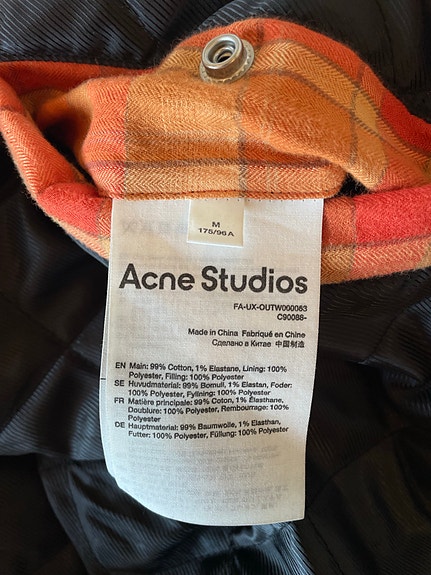 M
175/96A
Acne Studios
FA-UX-OUTW000063
C90088-
Made in China Fabriqué en Chine
Сделано в Китае 中国制造
EN Main: 99% Cotton, 1% Elastane, Lining: 100%
Polyester, Filling: 100% Polyester
SE Huvudmaterial: 99% Bomull, 1% Elastan, Foder:
100% Polyester, Fyllning: 100% Polyester
FR Matière principale: 99% Coton, 1% Élasthane,
Doublure: 100% Polyester, Rembourrage: 100%
Polyester
DE Hauptmaterial: 99% Baumwolle, 1% Elasthan,
Futter: 100% Polyester, Füllung: 100% Polyester